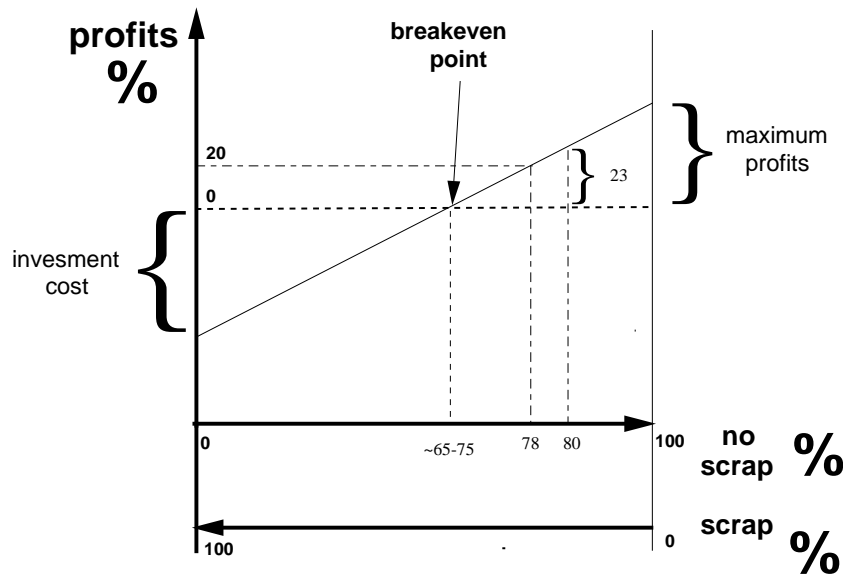 profits
%
breakeven
point
20
0
maximum
profits
23
invesment
cost
0
~65-75
78
80
100
no
scrap
%
100
0
scrap
%